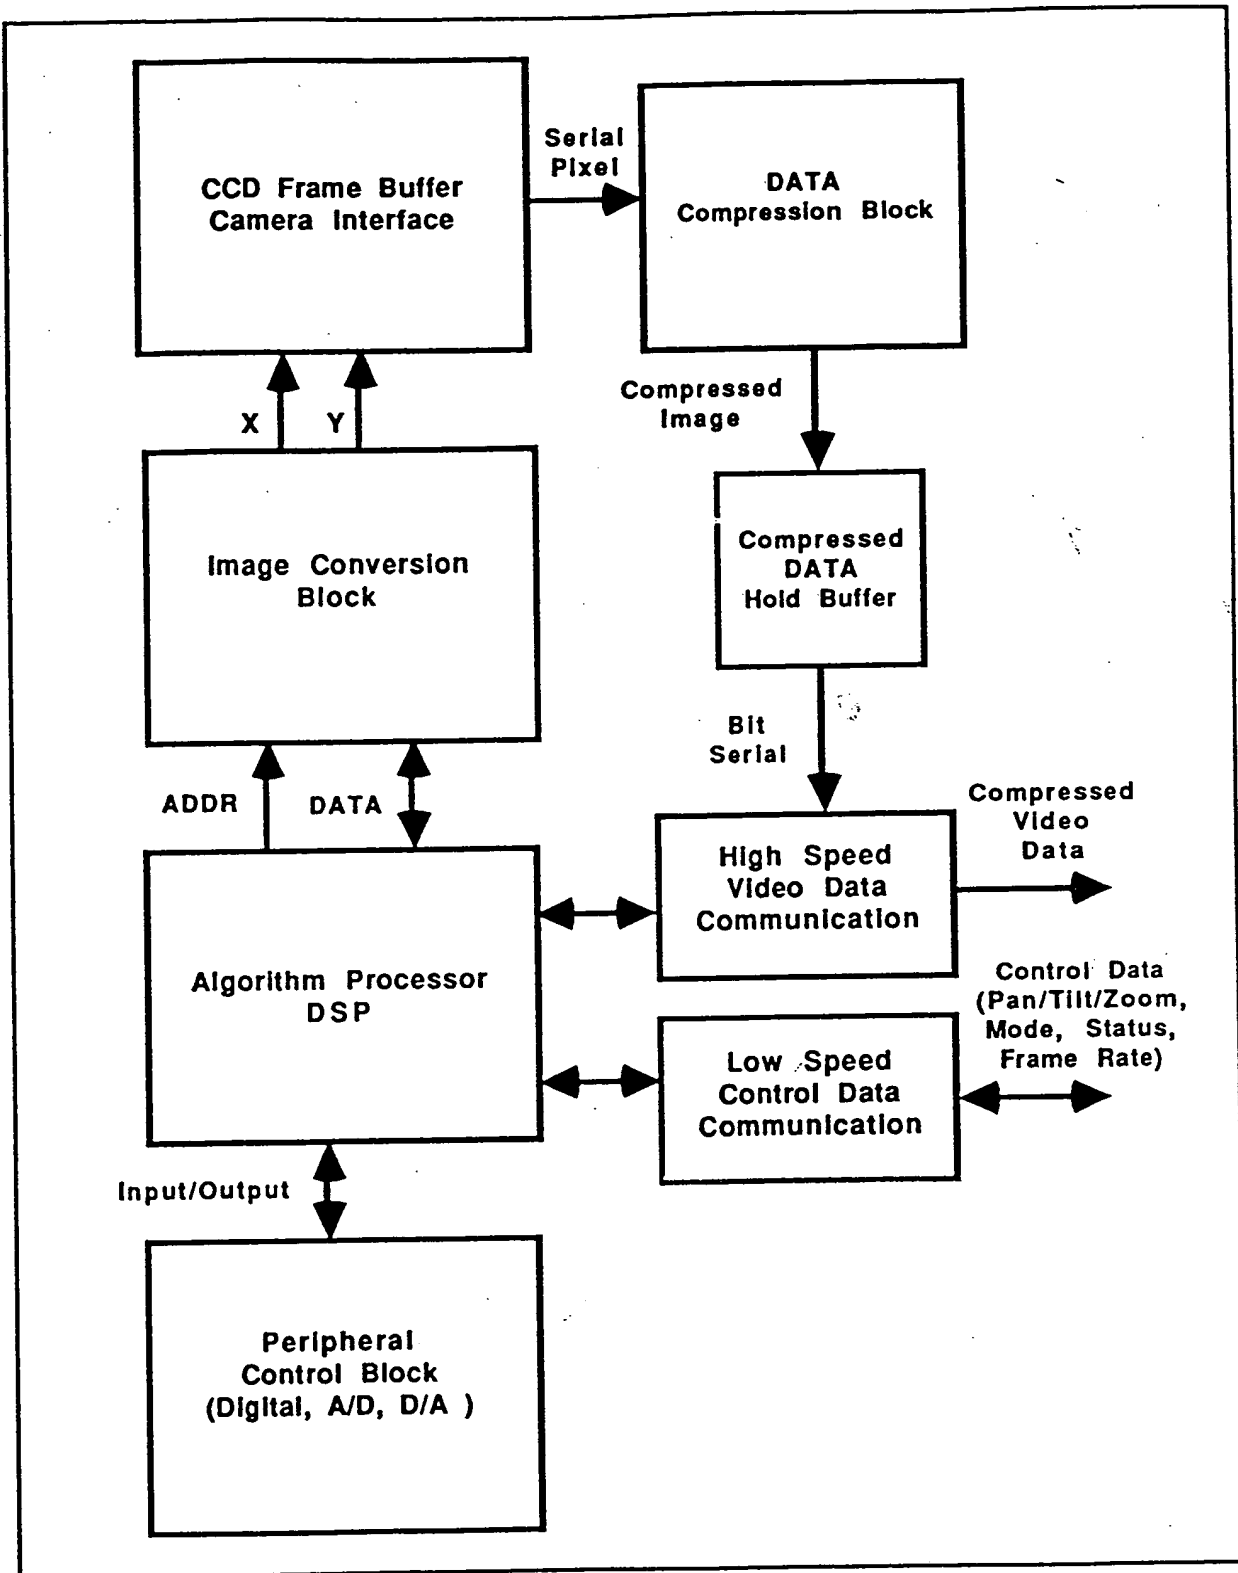 CCD Frame Buffer
Camera Interface
Serial
Pixel
DATA
Compression Block
X Y
Compressed
Image
Image Conversion
Block
Compressed
DATA
Hold Buffer
Bit
Serial
ADDR DATA
High Speed
Video Data
Communication
Compressed
Video
Data
Algorithm Processor
DSP
Low Speed
Control Data
Communication
Control Data
(Pan/Tilt/Zoom,
Mode, Status,
Frame Rate)
Input/Output
Peripheral
Control Block
(Digital, A/D, D/A )